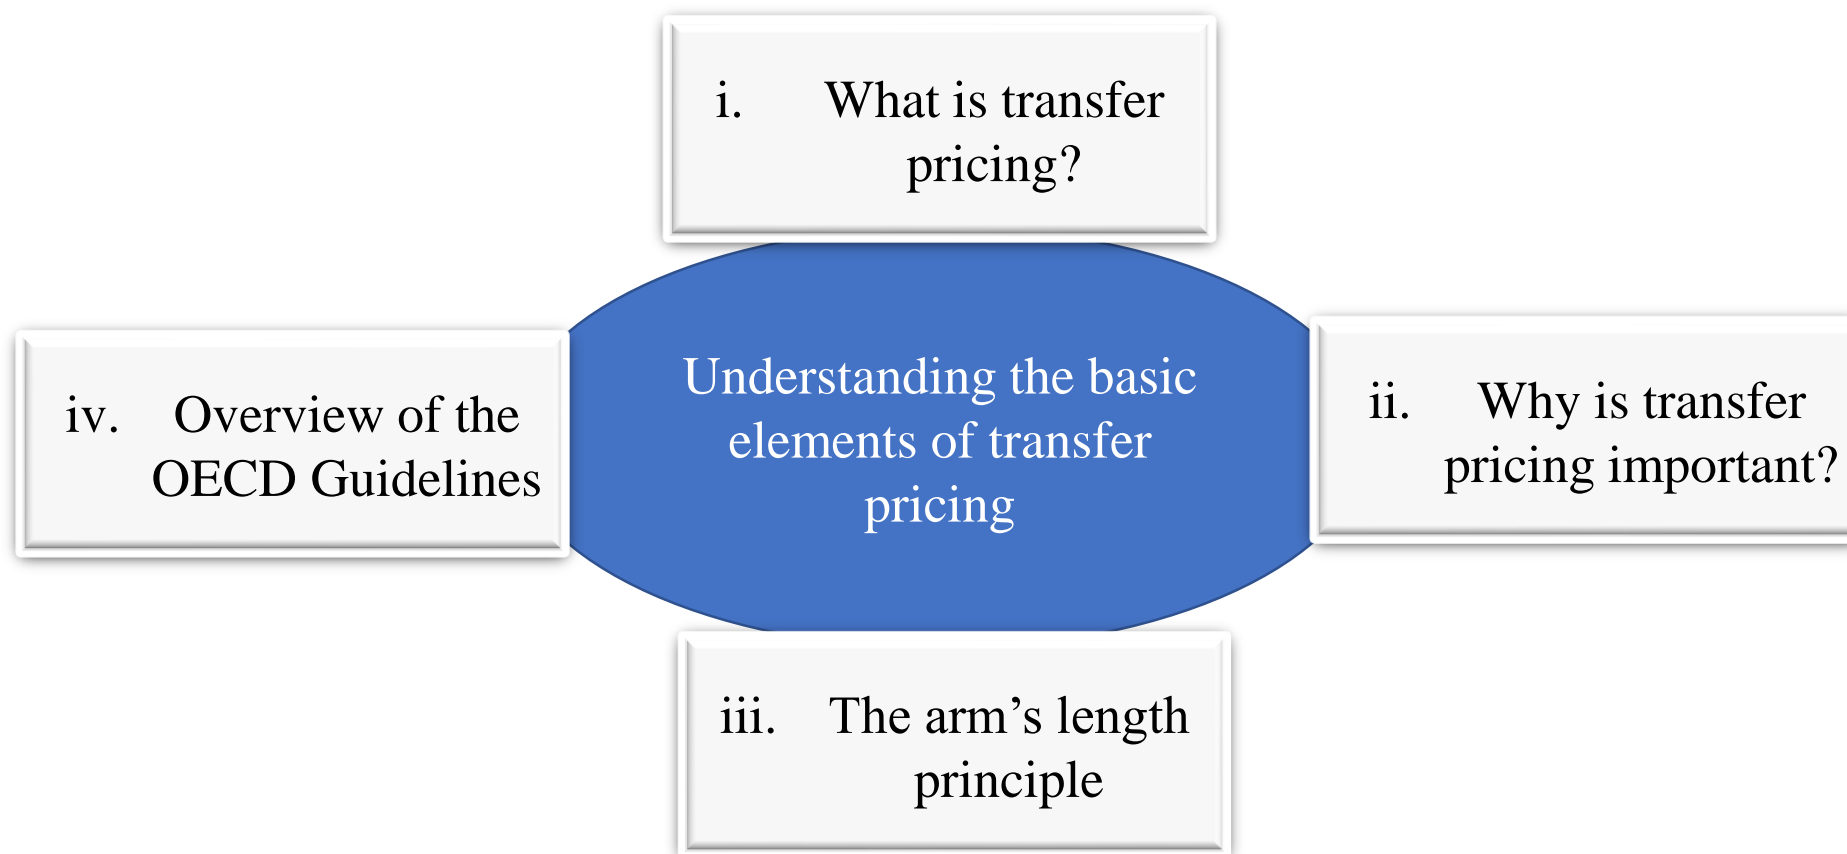 i. What is transfer
pricing?
Understanding the basic
elements of transfer
pricing
ii. Why is transfer
pricing important?
iii. The arm’s length
principle
iv. Overview of the
OECD Guidelines